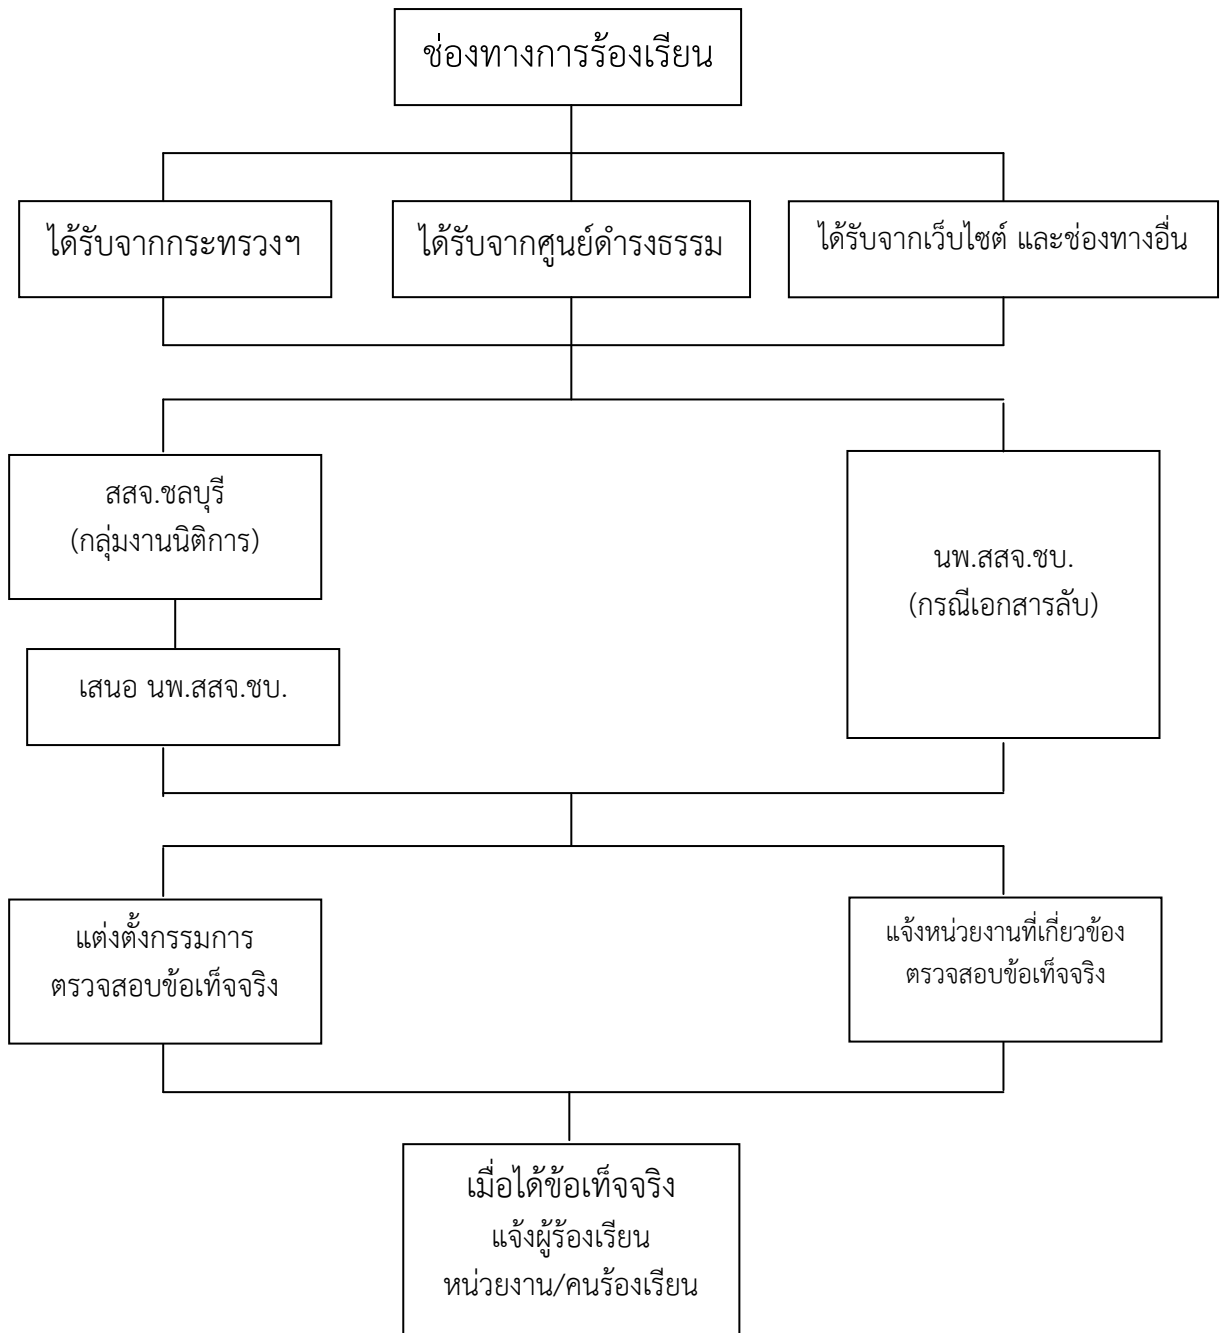 ช่องทางการร้องเรียน
ได้รับจากกระทรวงฯ
ได้รับจากศูนย์ดำรงธรรม
ได้รับจากเว็บไซต์ และช่องทางอื่น
สสจ.ชลบุรี
(กลุ่มงานนิติการ)
นพ.สสจ.ชบ.
(กรณีเอกสารลับ)
เสนอ นพ.สสจ.ชบ.
แต่งตั้งกรรมการ
ตรวจสอบข้อเท็จจริง
แจ้งหน่วยงานที่เกี่ยวข้อง
ตรวจสอบข้อเท็จจริง
เมื่อได้ข้อเท็จจริง
แจ้งผู้ร้องเรียน
หน่วยงาน/คนร้องเรียน